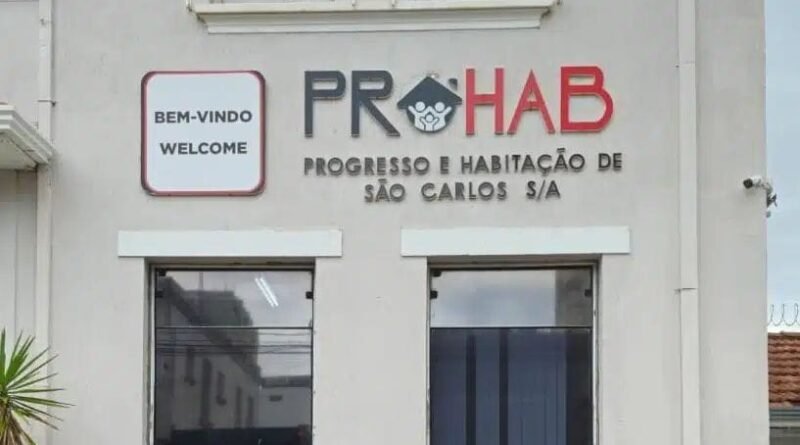 BEM-VINDO
WELCOME
PROHAB
PROGRESSO E HABITAÇÃO DE
SÃO CARLOS S/A